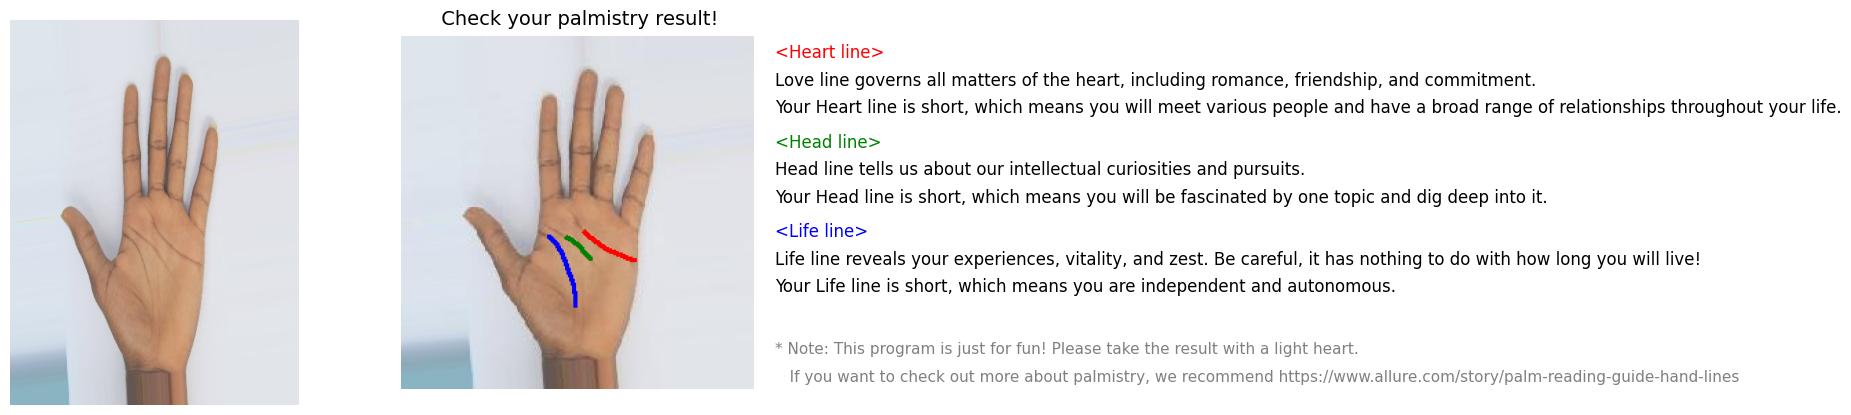 Check your palmistry result!
<Heart line>
Love line governs all matters of the heart, including romance, friendship, and commitment.
Your Heart line is short, which means you will meet various people and have a broad range of relationships throughout your life.
<Head line>
Head line tells us about our intellectual curiosities and pursuits.
Your Head line is short, which means you will be fascinated by one topic and dig deep into it.
<Life line>
Life line reveals your experiences, vitality, and zest. Be careful, it has nothing to do with how long you will live!
Your Life line is short, which means you are independent and autonomous.
* Note: This program is just for fun! Please take the result with a light heart.
If you want to check out more about palmistry, we recommend https://www.allure.com/story/palm-reading-guide-hand-lines